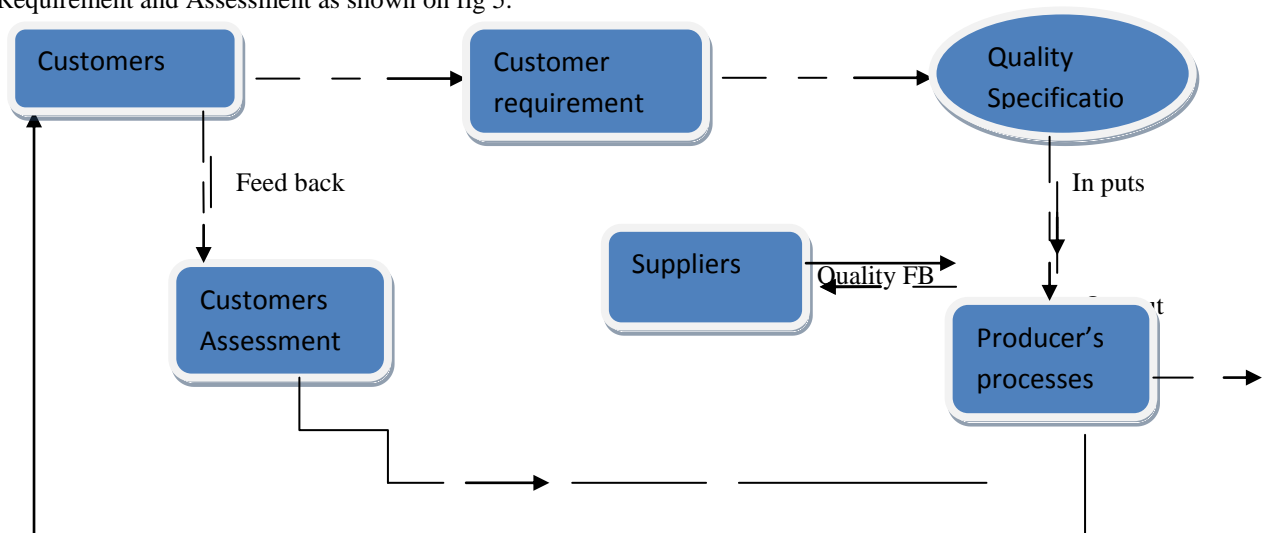 Requirement and Assessment as shown on fig 5.
Customers
Customer
requirement
Quality
Specificatio
Feed back
In puts
Suppliers
Quality FB
Customers
Assessment
Producer’s
processes